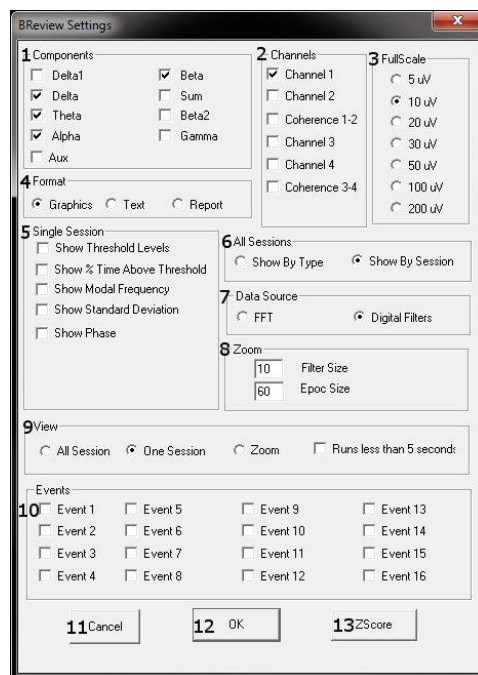 BReview Settings
1 Components
Delta1
Delta
Theta
Alpha
Aux
Beta
Sum
Beta2
Gamma
2 Channels
Channel 1
Channel 2
Coherence 1-2
Channel 3
Channel 4
Coherence 3-4
3 FullScale
5 uV
10 uV
20 uV
30 uV
50 uV
100 uV
200 uV
4 Format
Graphics Text Report
5 Single Session
Show Threshold Levels
Show % Time Above Threshold
Show Modal Frequency
Show Standard Deviation
Show Phase
6 All Sessions
Show By Type Show By Session
7 Data Source
FFT Digital Filters
8 Zoom
10 Filter Size
60 Epoc Size
9 View
All Session One Session Zoom Runs less than 5 seconds
Events
10 Event 1 Event 5 Event 9 Event 13
Event 2 Event 6 Event 10 Event 14
Event 3 Event 7 Event 11 Event 15
Event 4 Event 8 Event 12 Event 16
11 Cancel 12 OK 13 ZScore